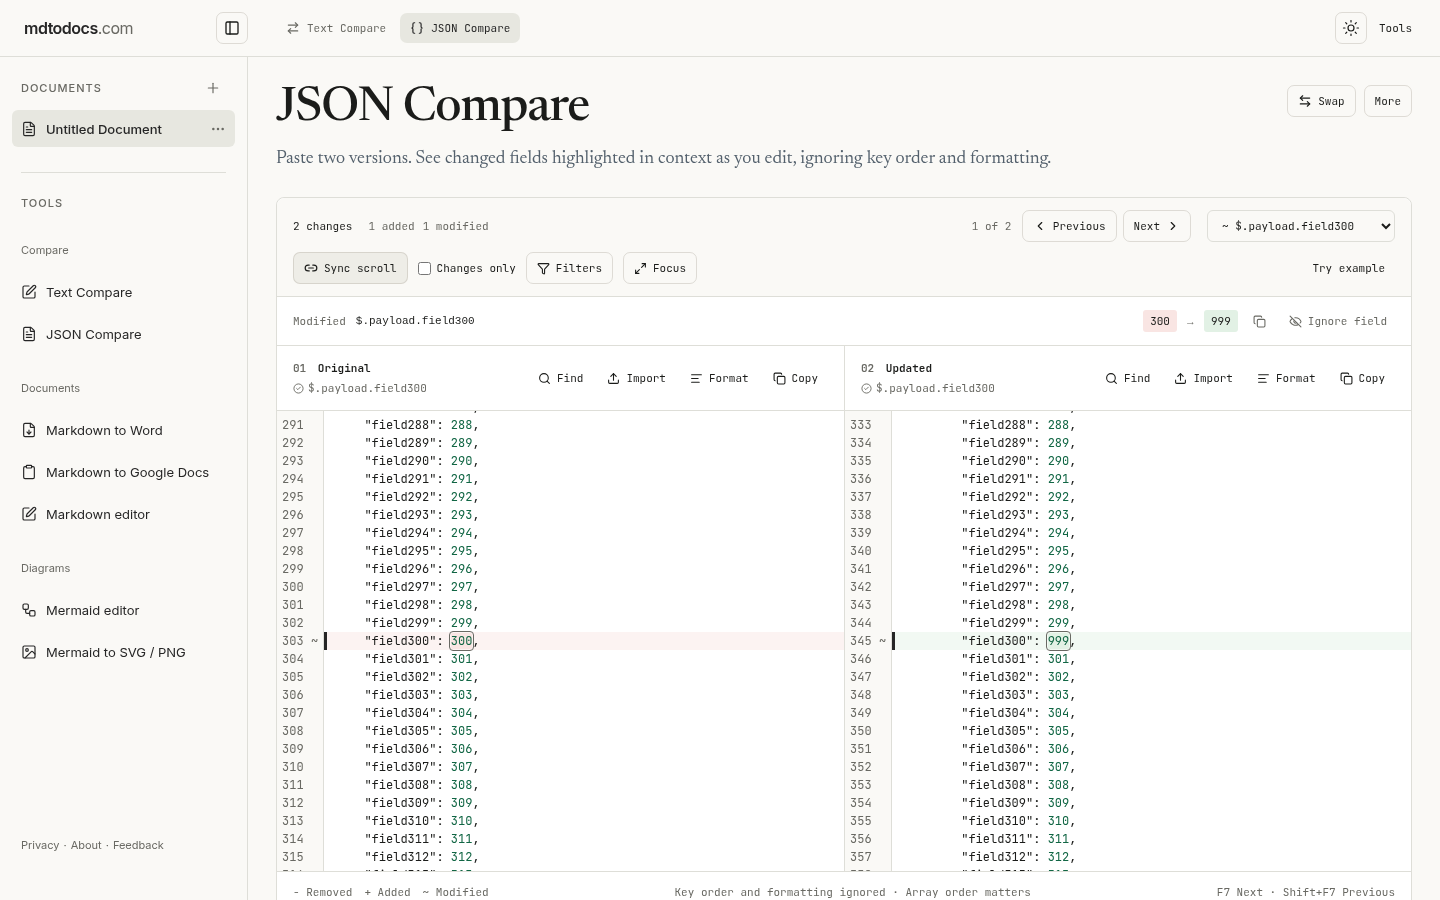 mdtodocs.com
Text Compare
{} JSON Compare
Tools
DOCUMENTS
Untitled Document
TOOLS
Compare
Text Compare
JSON Compare
Documents
Markdown to Word
Markdown to Google Docs
Markdown editor
Diagrams
Mermaid editor
Mermaid to SVG / PNG
Privacy · About · Feedback
JSON Compare
Swap
More
Paste two versions. See changed fields highlighted in context as you edit, ignoring key order and formatting.
2 changes 1 added 1 modified
1 of 2
Previous
Next
~ $.payload.field300
Sync scroll
Changes only
Filters
Focus
Try example
Modified $.payload.field300
300 → 999
Ignore field
01 Original
$.payload.field300
Find
Import
Format
Copy
291 "field288": 288,
292 "field289": 289,
293 "field290": 290,
294 "field291": 291,
295 "field292": 292,
296 "field293": 293,
297 "field294": 294,
298 "field295": 295,
299 "field296": 296,
300 "field297": 297,
301 "field298": 298,
302 "field299": 299,
303 ~ "field300": 300,
304 "field301": 301,
305 "field302": 302,
306 "field303": 303,
307 "field304": 304,
308 "field305": 305,
309 "field306": 306,
310 "field307": 307,
311 "field308": 308,
312 "field309": 309,
313 "field310": 310,
314 "field311": 311,
315 "field312": 312,
02 Updated
$.payload.field300
Find
Import
Format
Copy
333 "field288": 288,
334 "field289": 289,
335 "field290": 290,
336 "field291": 291,
337 "field292": 292,
338 "field293": 293,
339 "field294": 294,
340 "field295": 295,
341 "field296": 296,
342 "field297": 297,
343 "field298": 298,
344 "field299": 299,
345 ~ "field300": 999,
346 "field301": 301,
347 "field302": 302,
348 "field303": 303,
349 "field304": 304,
350 "field305": 305,
351 "field306": 306,
352 "field307": 307,
353 "field308": 308,
354 "field309": 309,
355 "field310": 310,
356 "field311": 311,
357 "field312": 312,
- Removed + Added ~ Modified
Key order and formatting ignored · Array order matters
F7 Next · Shift+F7 Previous